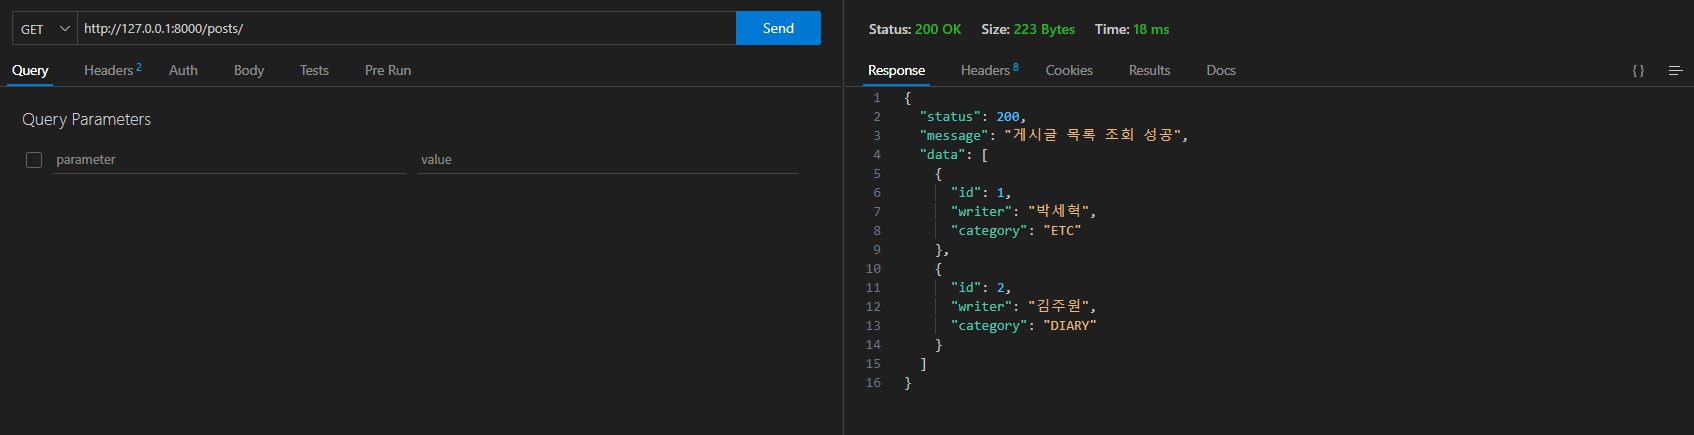 GET http://127.0.0.1:8000/posts/ Send
Query Headers 2 Auth Body Tests Pre Run
Query Parameters
parameter value
Status: 200 OK Size: 223 Bytes Time: 18 ms
Response Headers 8 Cookies Results Docs {}
1 {
2 "status": 200,
3 "message": "게시글 목록 조회 성공",
4 "data": [
5 {
6 "id": 1,
7 "writer": "박세혁",
8 "category": "ETC"
9 },
10 {
11 "id": 2,
12 "writer": "김주원",
13 "category": "DIARY"
14 }
15 ]
16 }